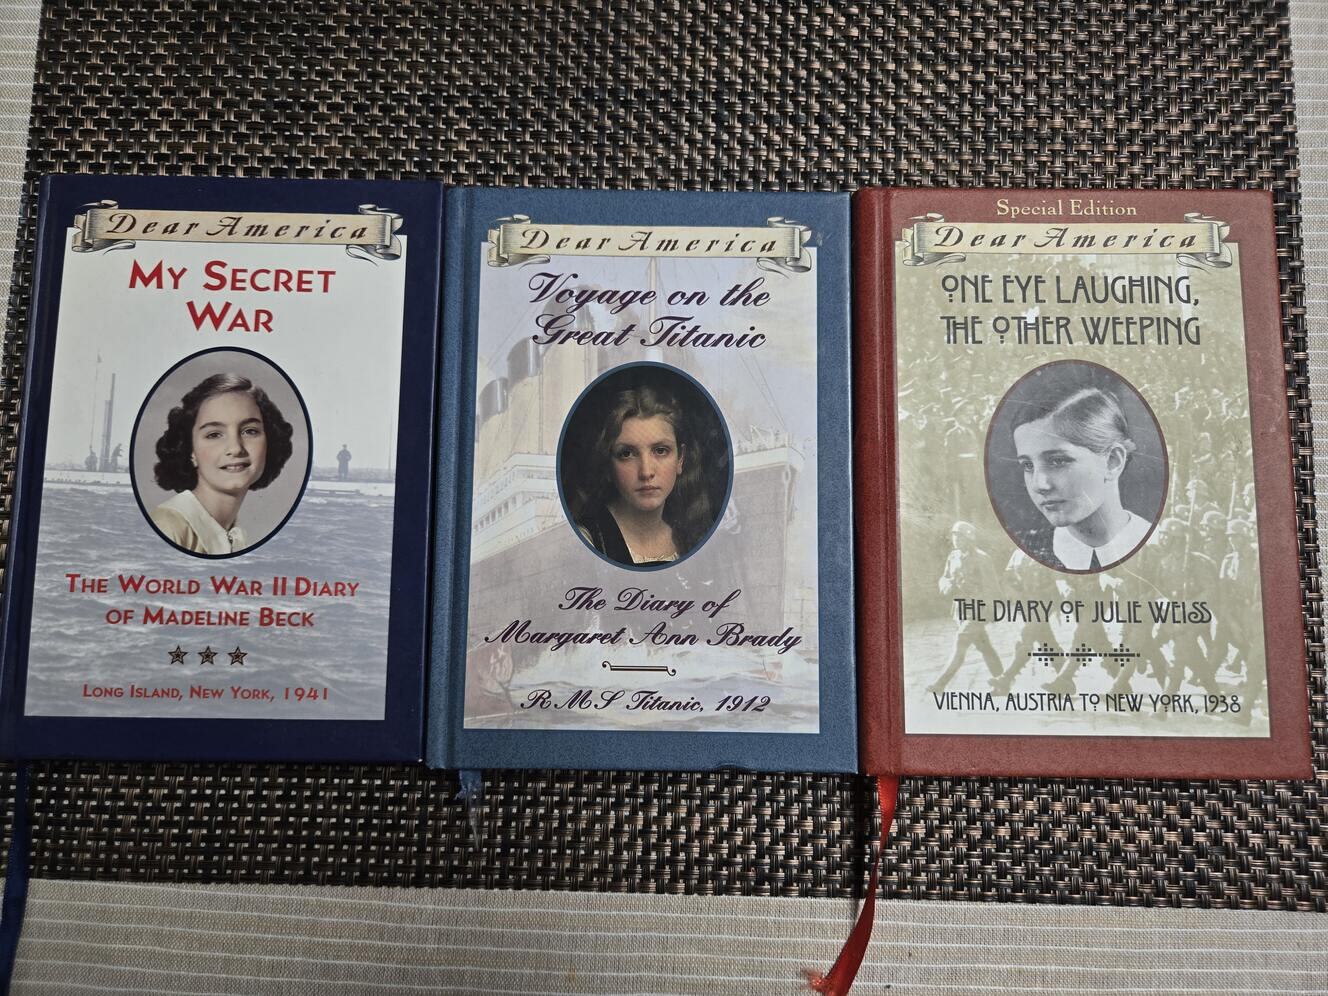 Dear America
My Secret
War
The World War II Diary
of Madeline Beck
Long Island, New York, 1941
Dear America
Voyage on the
Great Titanic
The Diary of
Margaret Ann Brady
RMS Titanic, 1912
Special Edition
Dear America
ONE EYE LAUGHING,
THE OTHER WEEPING
THE DIARY OF JULIE WEISS
VIENNA, AUSTRIA TO NEW YORK, 1938